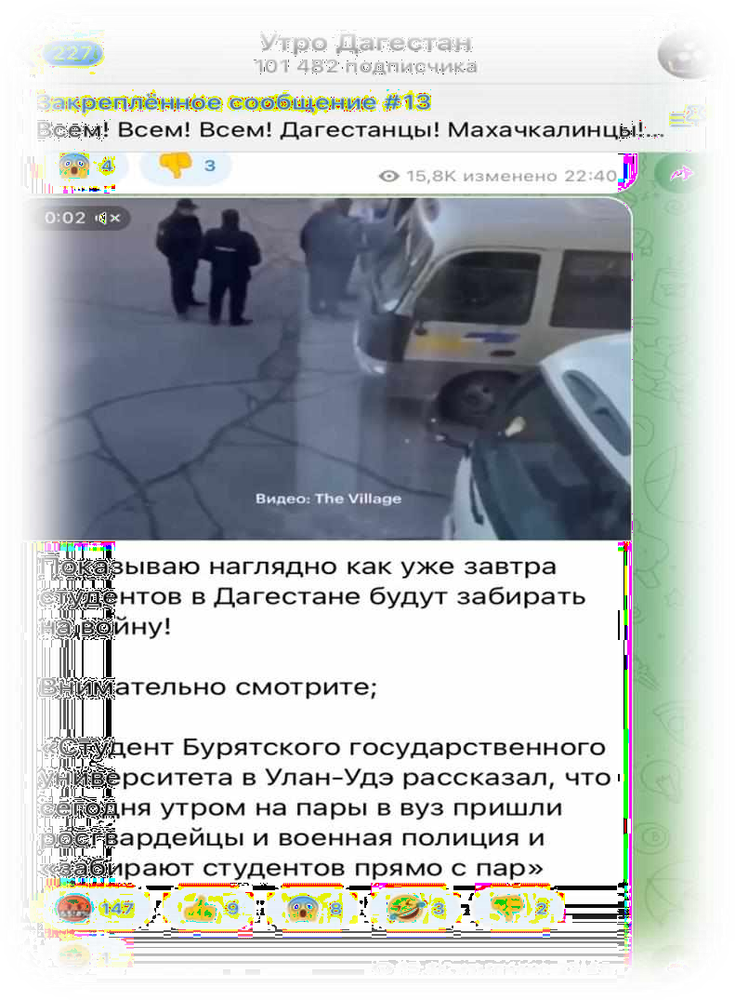 227
Утро Дагестан
101 482 подписчика
Закреплённое сообщение #13
Всем! Всем! Всем! Дагестанцы! Махачкалинцы!...
4
3
15,8K изменено 22:40
0:02
Видео: The Village
Показываю наглядно как уже завтра
студентов в Дагестане будут забирать
на войну!
Внимательно смотрите;
«Студент Бурятского государственного
университета в Улан-Удэ рассказал, что
сегодня утром на пары в вуз пришли
росгвардейцы и военная полиция и
«забирают студентов прямо с пар»
147
9
8
3
2
1